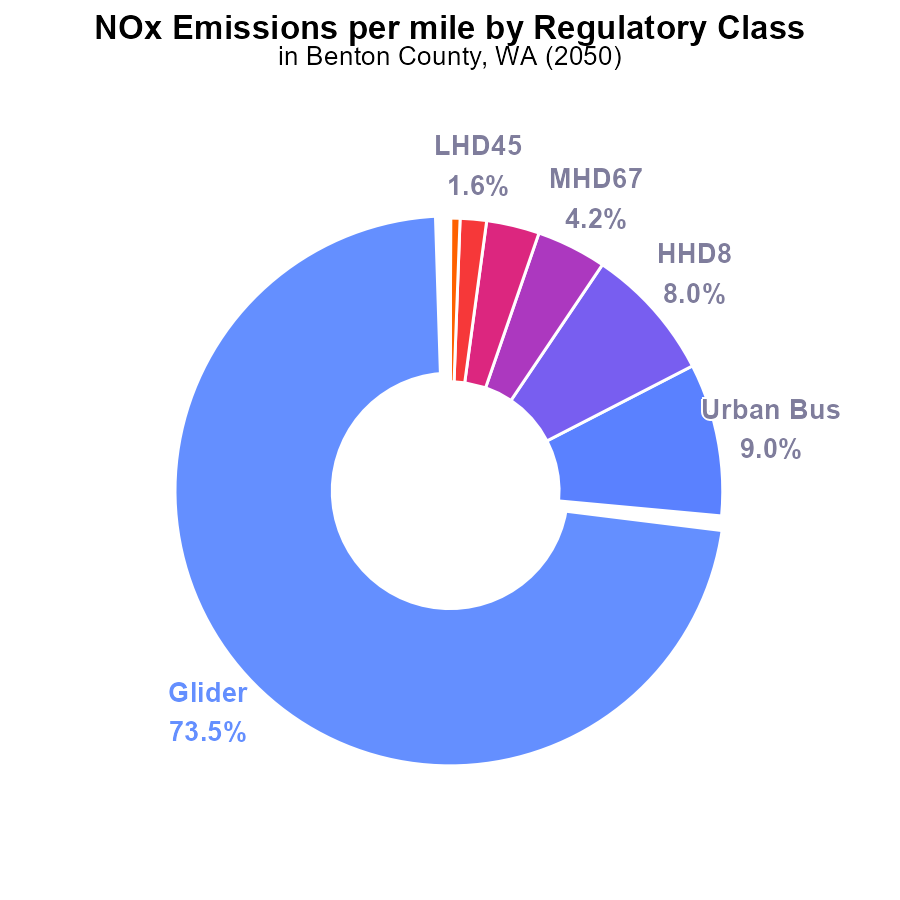 NOx Emissions per mile by Regulatory Class
in Benton County, WA (2050)
LHD45
1.6%
MHD67
4.2%
HHD8
8.0%
Urban Bus
9.0%
Glider
73.5%